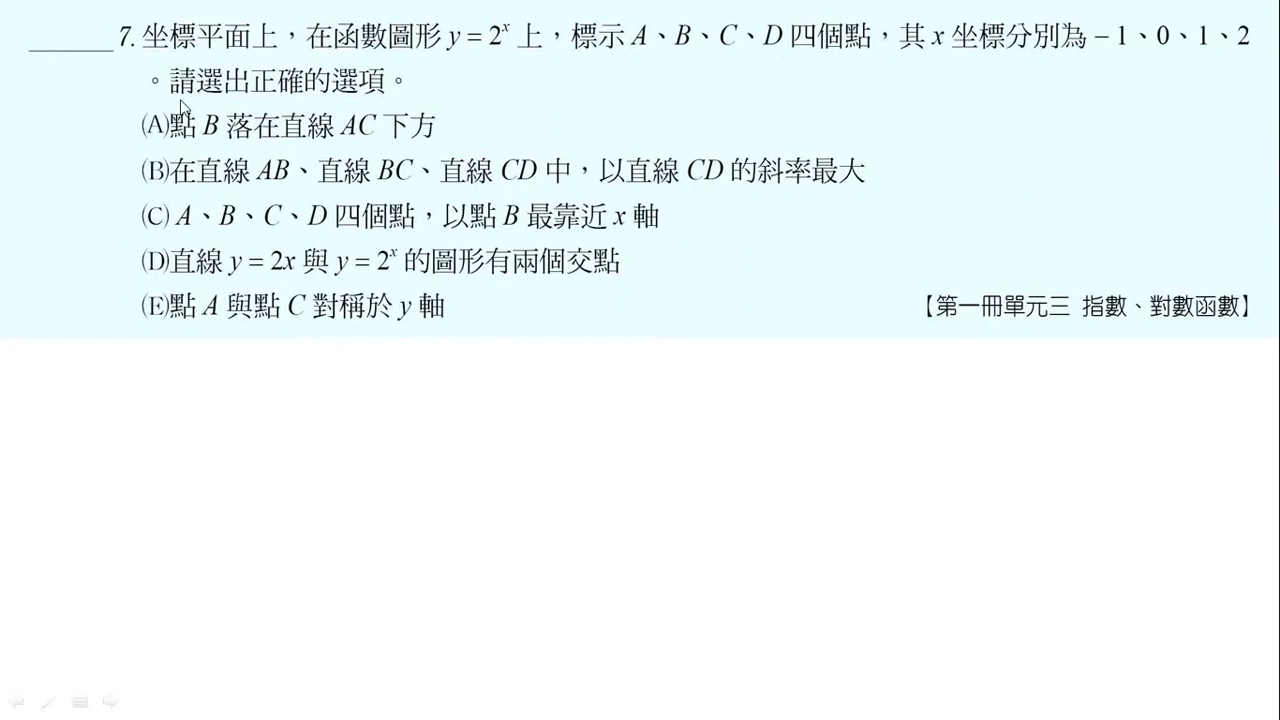 ______7. 坐標平面上，在函數圖形 y = 2ˣ 上，標示 A、B、C、D 四個點，其 x 坐標分別為 – 1、0、1、2
。請選出正確的選項。
(A)點 B 落在直線 AC 下方
(B)在直線 AB、直線 BC、直線 CD 中，以直線 CD 的斜率最大
(C) A、B、C、D 四個點，以點 B 最靠近 x 軸
(D)直線 y = 2x 與 y = 2ˣ 的圖形有兩個交點
(E)點 A 與點 C 對稱於 y 軸 【第一冊單元三 指數、對數函數】